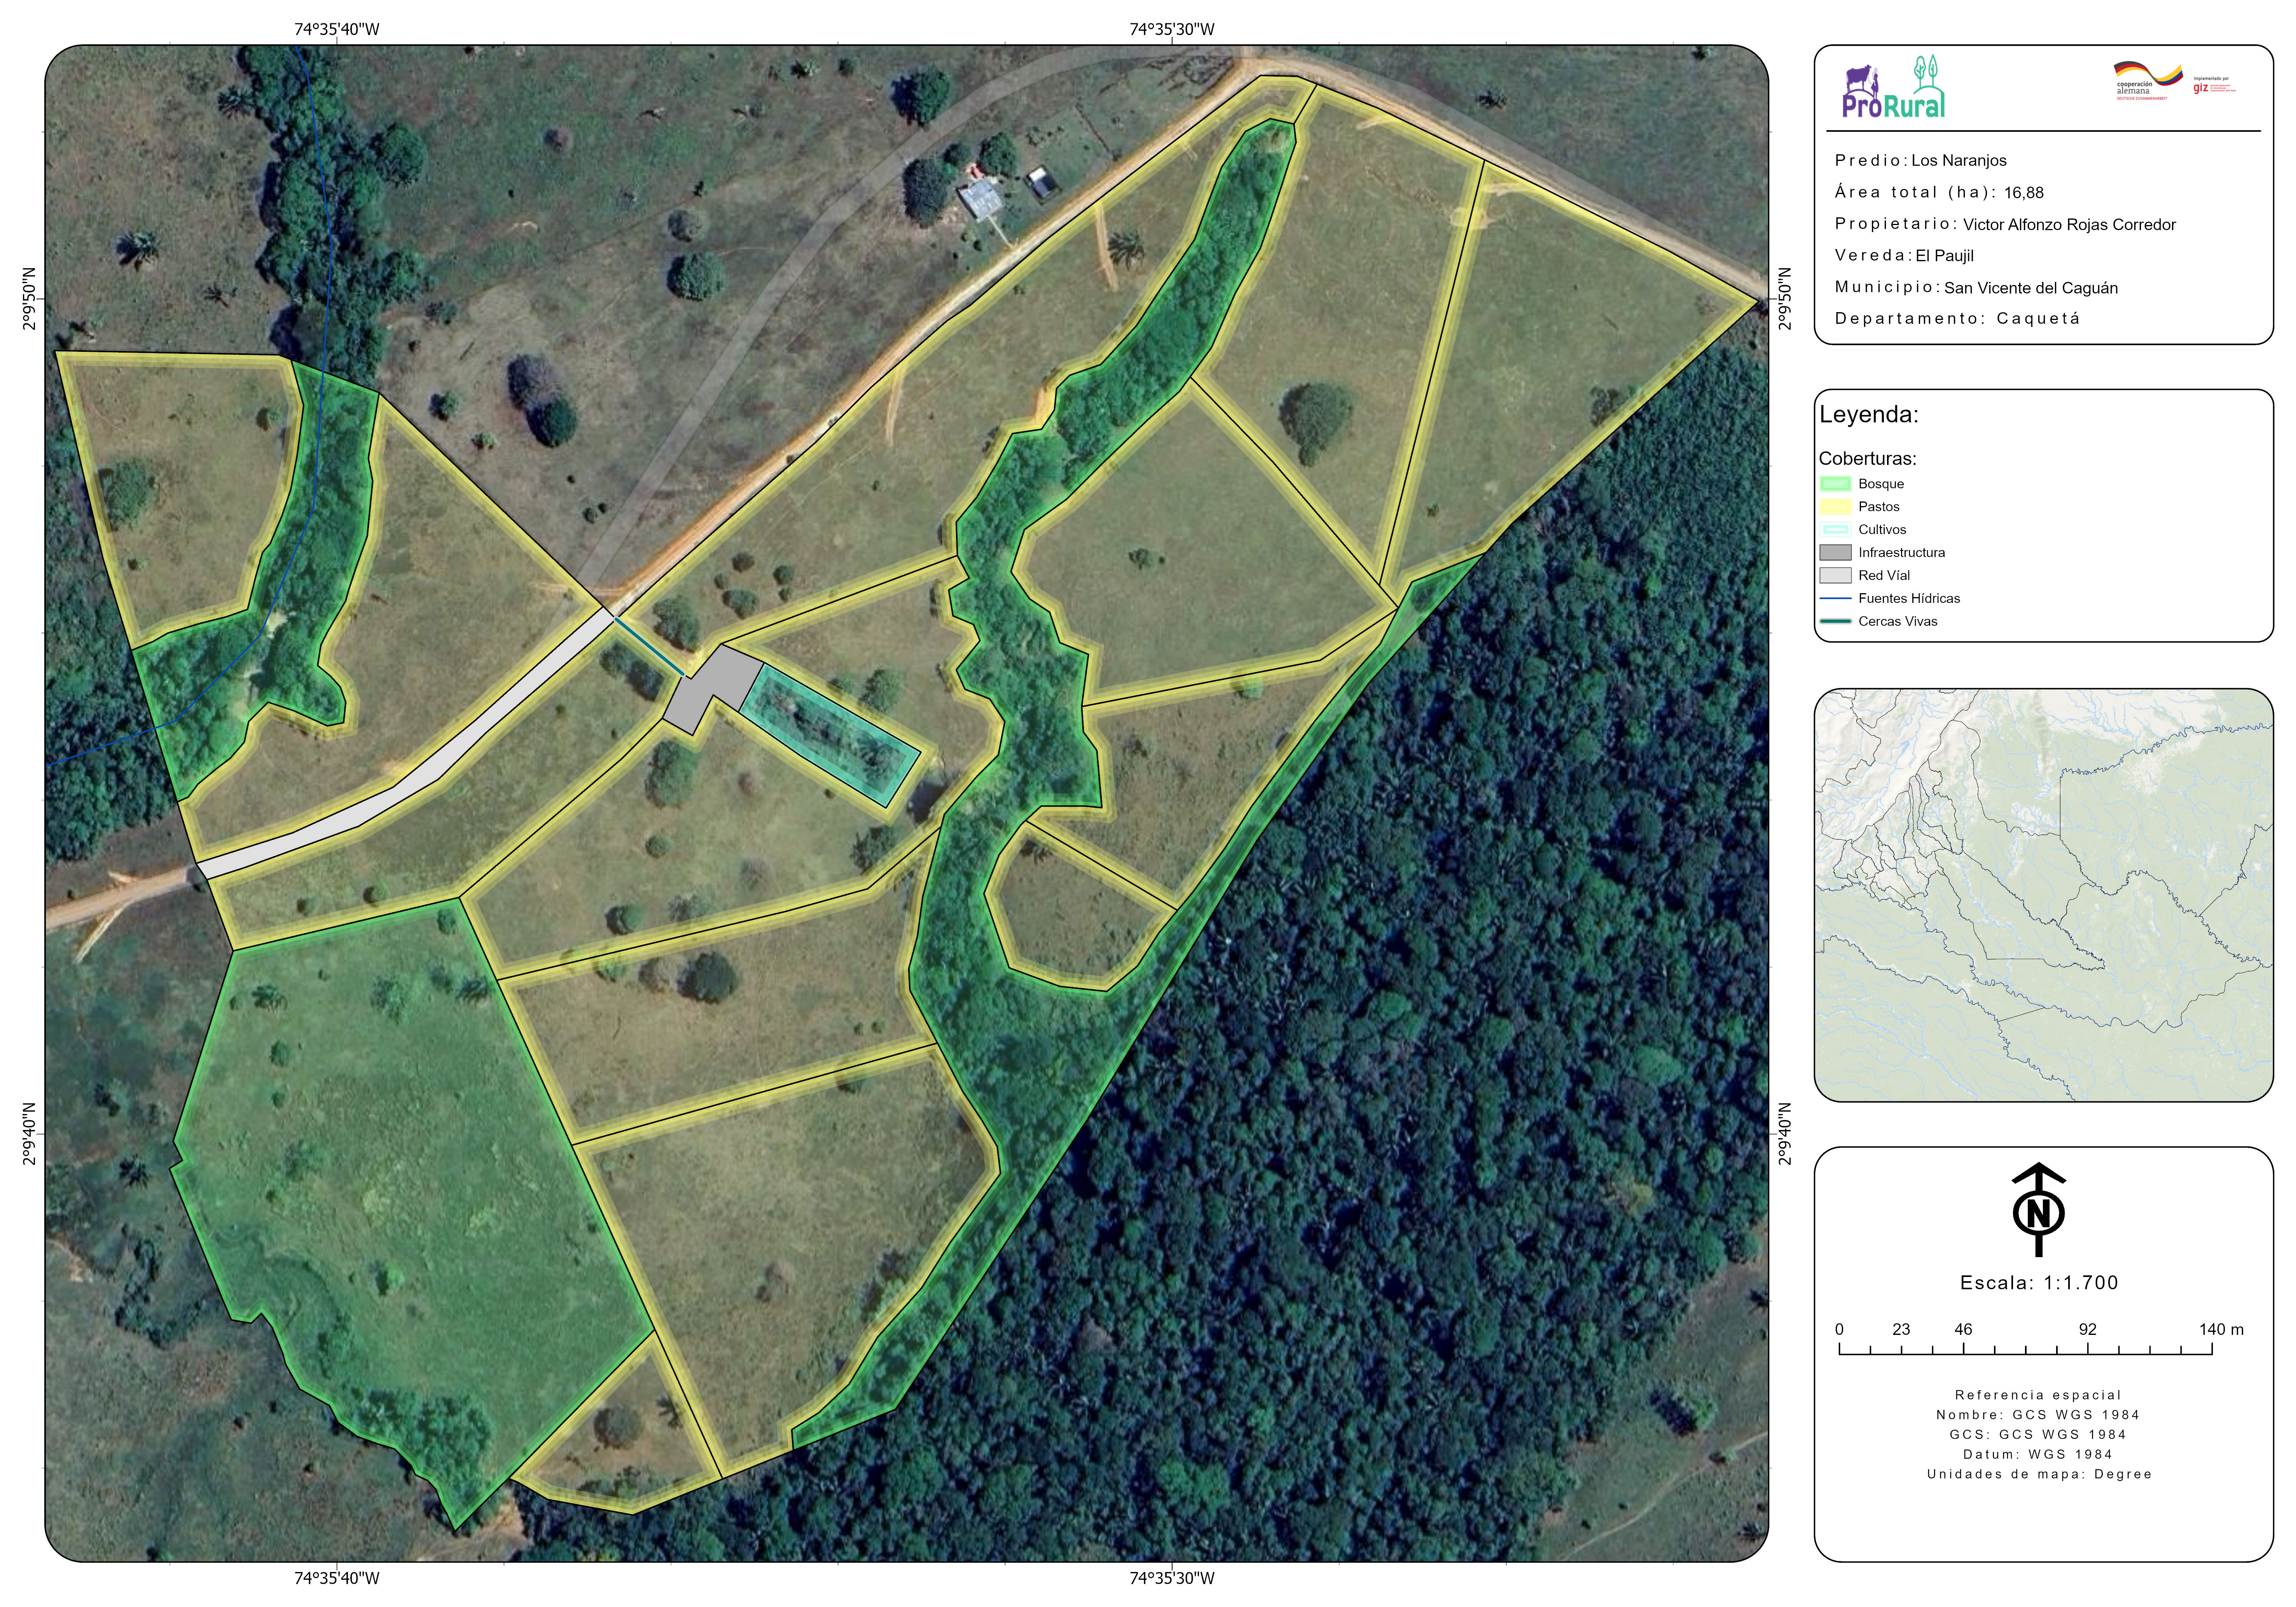 74°35'40"W
74°35'30"W
2°9'50"N
2°9'50"N
2°9'40"N
2°9'40"N
74°35'40"W
74°35'30"W
ProRural
cooperación
alemana
DEUTSCHE ZUSAMMENARBEIT
Implementada por
giz
Predio: Los Naranjos
Área total (ha): 16,88
Propietario: Victor Alfonzo Rojas Corredor
Vereda: El Paujil
Municipio: San Vicente del Caguán
Departamento: Caquetá
Leyenda:
Coberturas:
Bosque
Pastos
Cultivos
Infraestructura
Red Víal
Fuentes Hídricas
Cercas Vivas
N
Escala: 1:1.700
0 23 46 92 140 m
Referencia espacial
Nombre: GCS WGS 1984
GCS: GCS WGS 1984
Datum: WGS 1984
Unidades de mapa: Degree